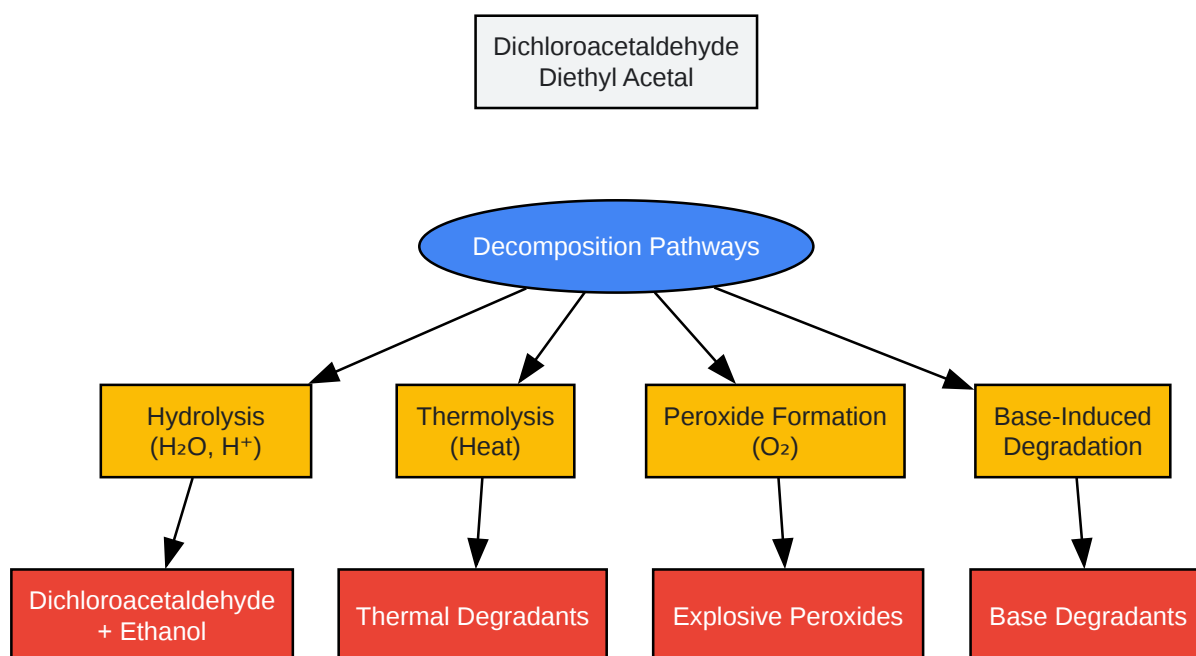 Dichloroacetaldehyde
Diethyl Acetal
Decomposition Pathways
Hydrolysis
(H₂O, H⁺)
Thermolysis
(Heat)
Peroxide Formation
(O₂)
Base-Induced
Degradation
Dichloroacetaldehyde
+ Ethanol
Thermal Degradants
Explosive Peroxides
Base Degradants